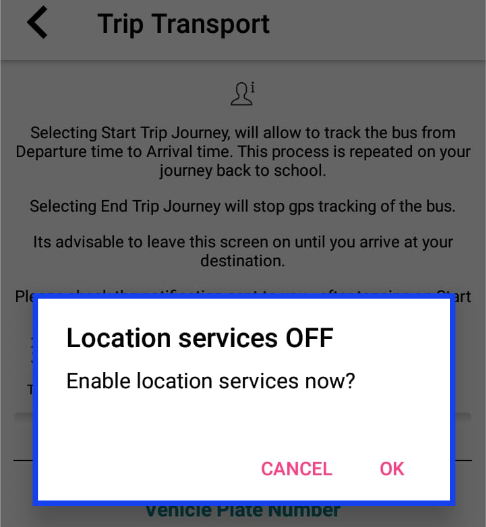 Trip Transport
Selecting Start Trip Journey, will allow to track the bus from
Departure time to Arrival time. This process is repeated on your
journey back to school.
Selecting End Trip Journey will stop gps tracking of the bus.
Its advisable to leave this screen on until you arrive at your
destination.
Start
Location services OFF
Enable location services now?
CANCEL
OK
Vehicle Plate Number